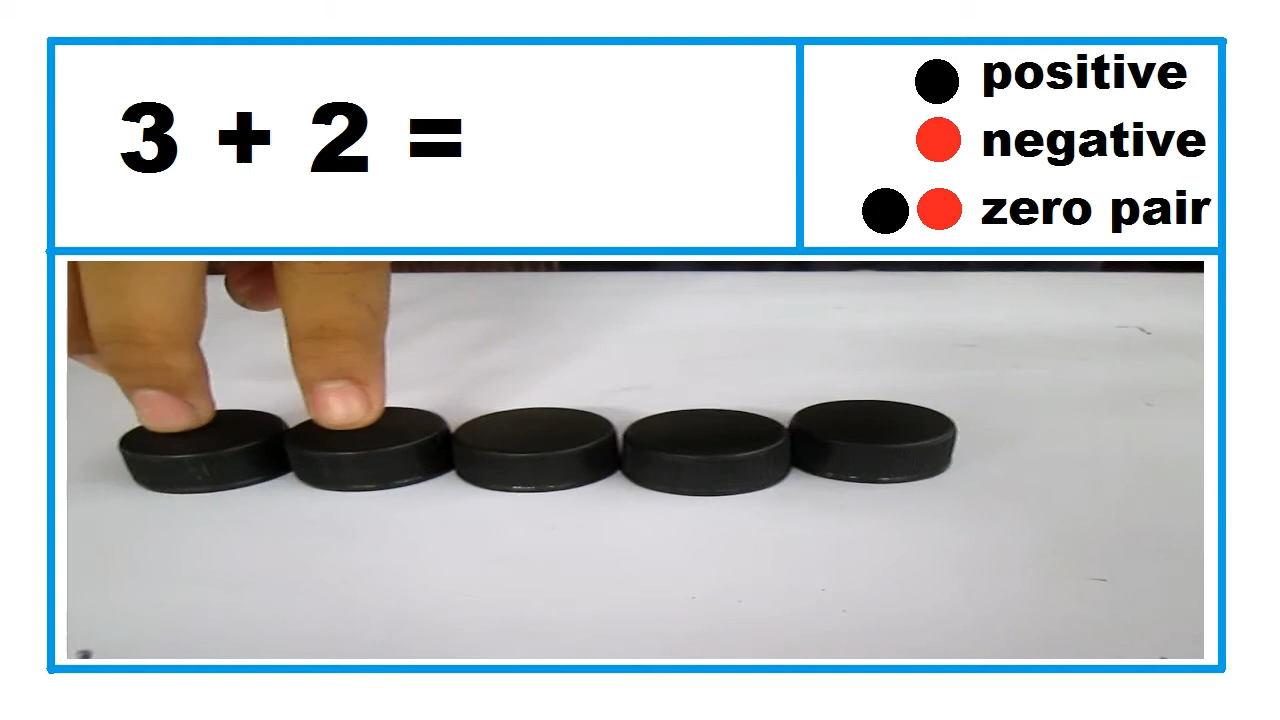 3 + 2 =
positive
negative
zero pair